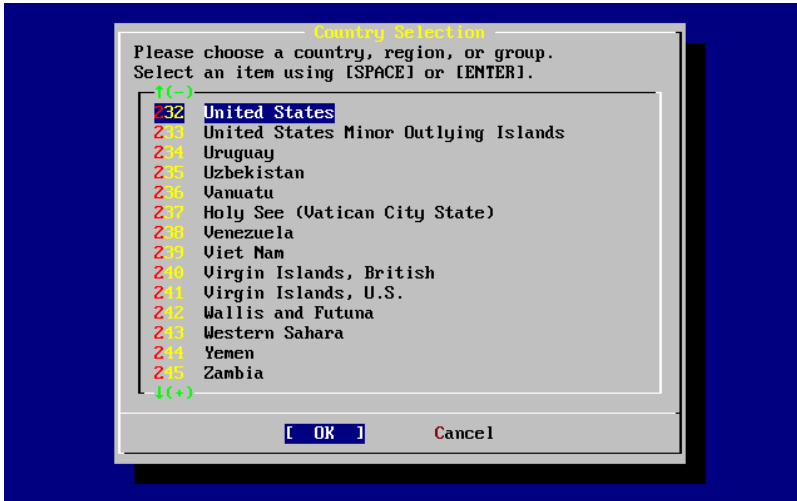 Country Selection
Please choose a country, region, or group.
Select an item using [SPACE] or [ENTER].
↑(-)
232 United States
233 United States Minor Outlying Islands
234 Uruguay
235 Uzbekistan
236 Vanuatu
237 Holy See (Vatican City State)
238 Venezuela
239 Viet Nam
240 Virgin Islands, British
241 Virgin Islands, U.S.
242 Wallis and Futuna
243 Western Sahara
244 Yemen
245 Zambia
↓(+)
[ OK ] Cancel